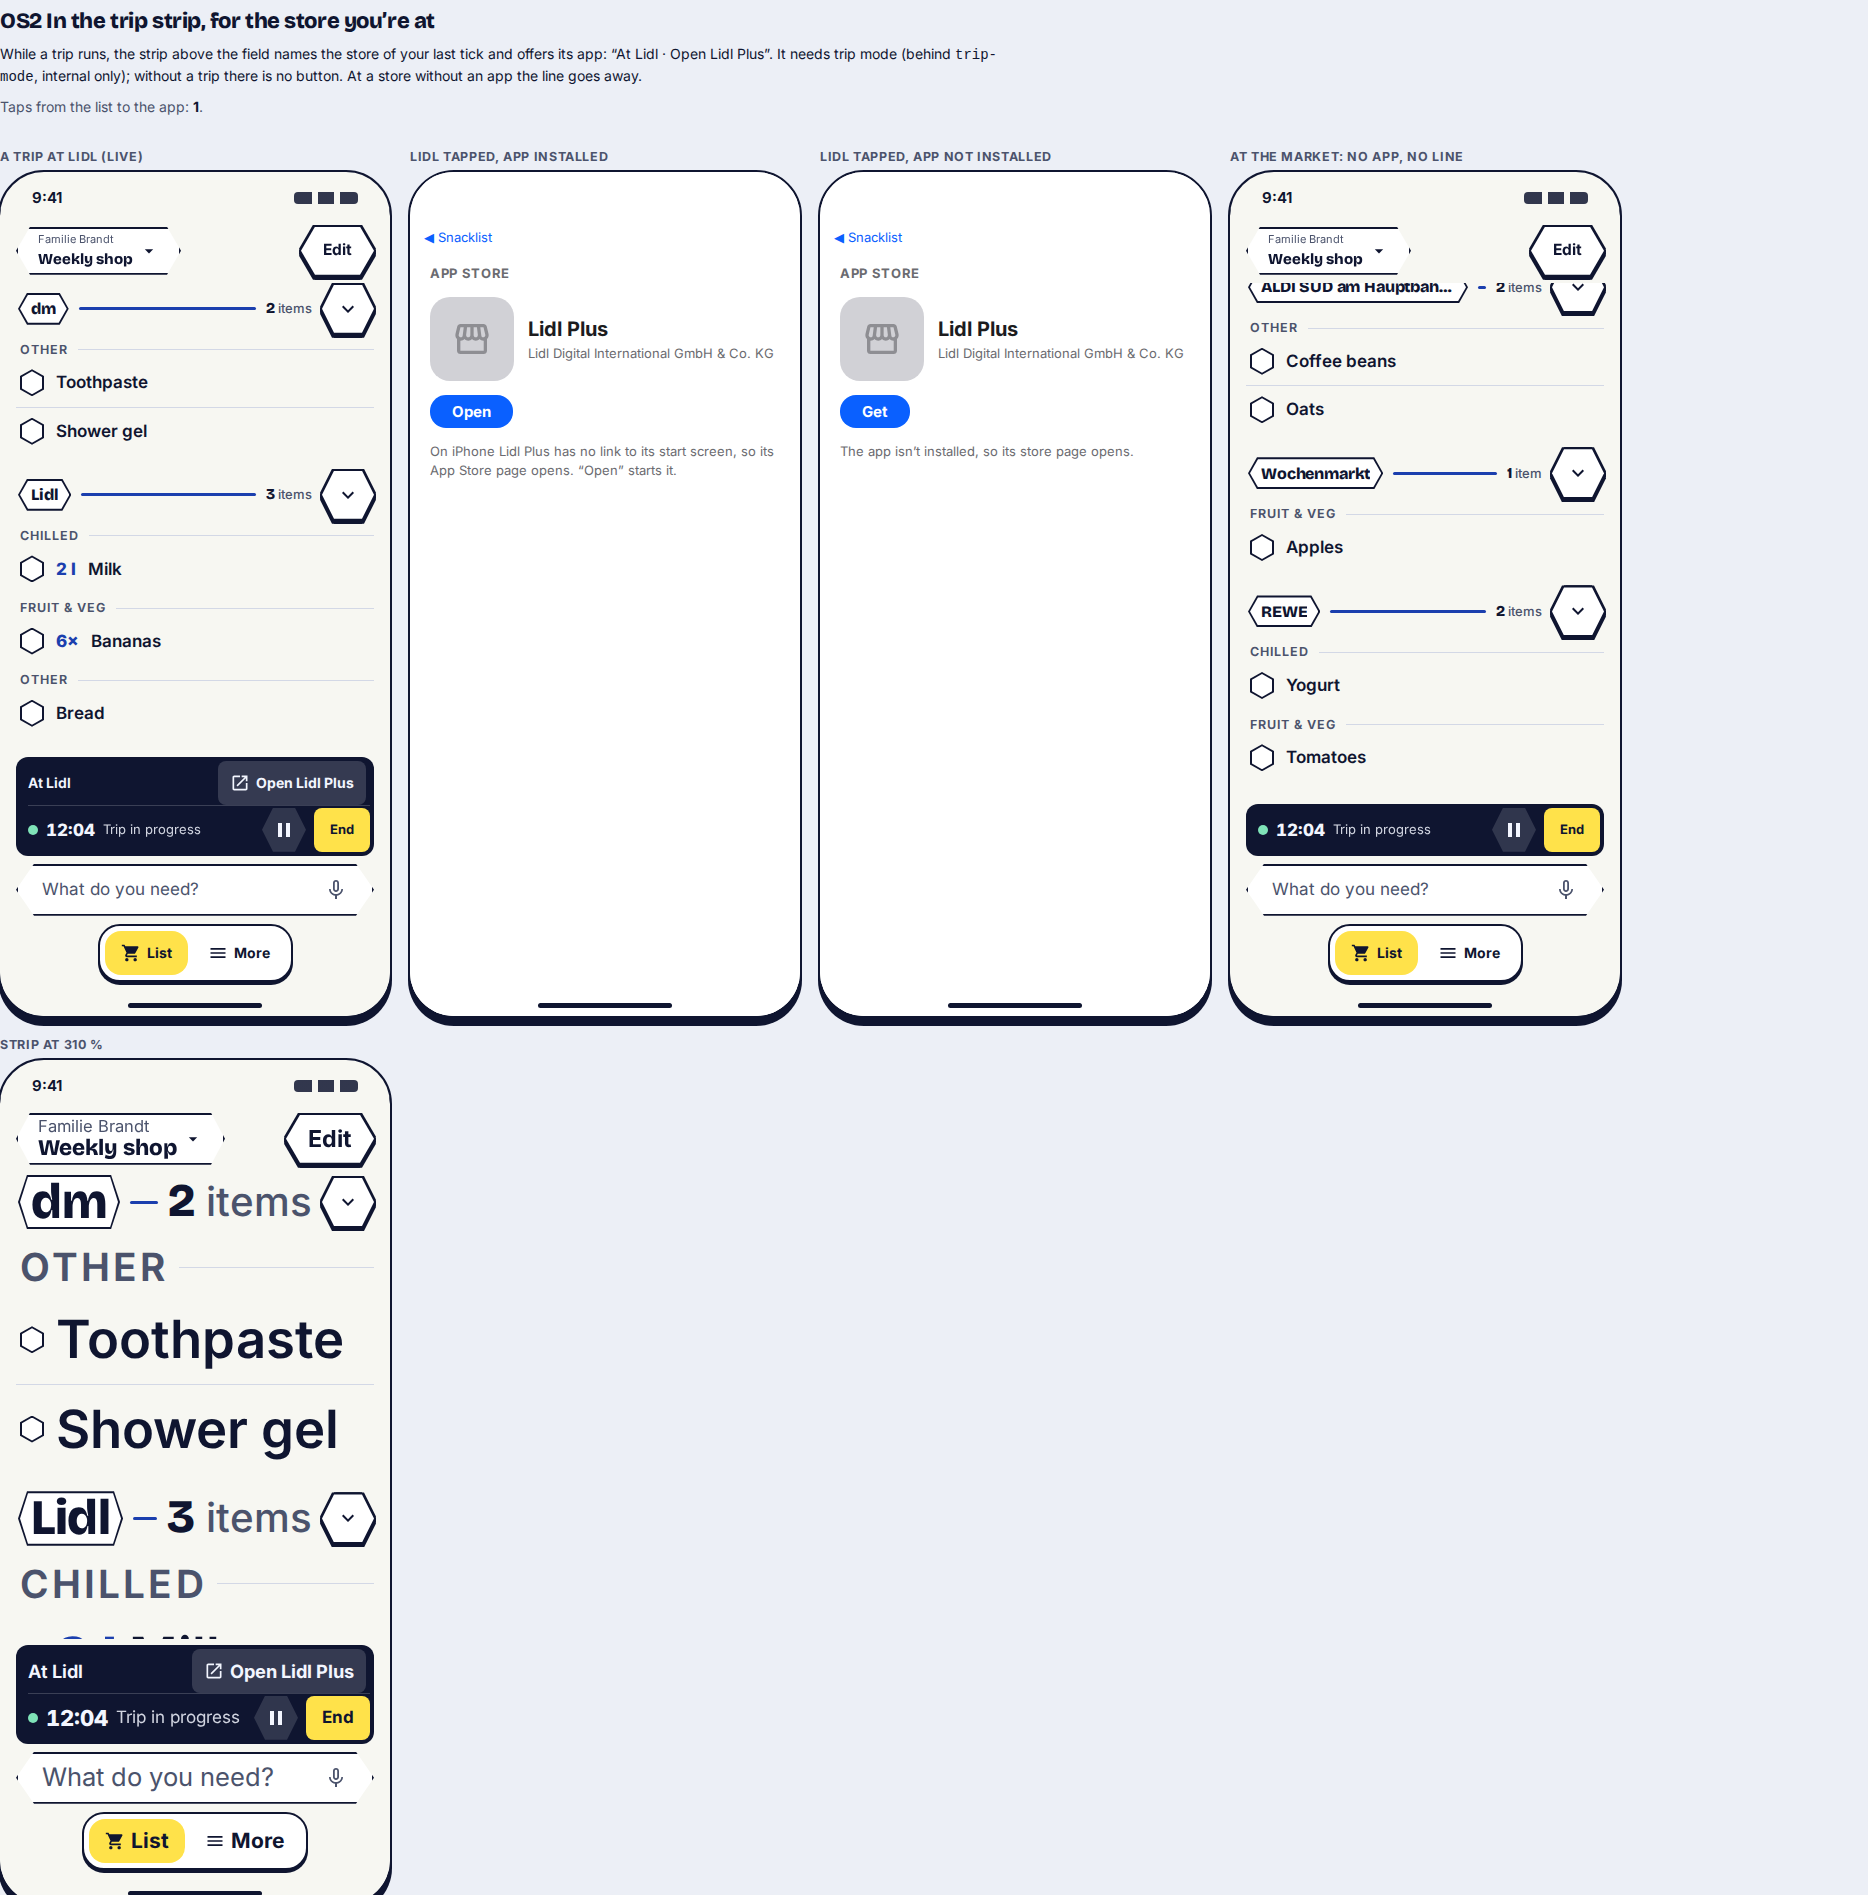 OS2 In the trip strip, for the store you’re at
While a trip runs, the strip above the field names the store of your last tick and offers its app: “At Lidl · Open Lidl Plus”. It needs trip mode (behind trip-
mode, internal only); without a trip there is no button. At a store without an app the line goes away.
Taps from the list to the app: 1.
A TRIP AT LIDL (LIVE)
9:41
Familie Brandt
Weekly shop
Edit
dm
2 items
OTHER
Toothpaste
Shower gel
Lidl
3 items
CHILLED
2 l Milk
FRUIT & VEG
6× Bananas
OTHER
Bread
At Lidl
Open Lidl Plus
12:04 Trip in progress
End
What do you need?
List
More
LIDL TAPPED, APP INSTALLED
◀ Snacklist
APP STORE
Lidl Plus
Lidl Digital International GmbH & Co. KG
Open
On iPhone Lidl Plus has no link to its start screen, so its
App Store page opens. “Open” starts it.
LIDL TAPPED, APP NOT INSTALLED
◀ Snacklist
APP STORE
Lidl Plus
Lidl Digital International GmbH & Co. KG
Get
The app isn’t installed, so its store page opens.
AT THE MARKET: NO APP, NO LINE
9:41
Familie Brandt
Weekly shop
Edit
ALDI SÜD am Hauptbah...
2 items
OTHER
Coffee beans
Oats
Wochenmarkt
1 item
FRUIT & VEG
Apples
REWE
2 items
CHILLED
Yogurt
FRUIT & VEG
Tomatoes
12:04 Trip in progress
End
What do you need?
List
More
STRIP AT 310 %
9:41
Familie Brandt
Weekly shop
Edit
dm
2 items
OTHER
Toothpaste
Shower gel
Lidl
3 items
CHILLED
At Lidl
Open Lidl Plus
12:04 Trip in progress
End
What do you need?
List
More